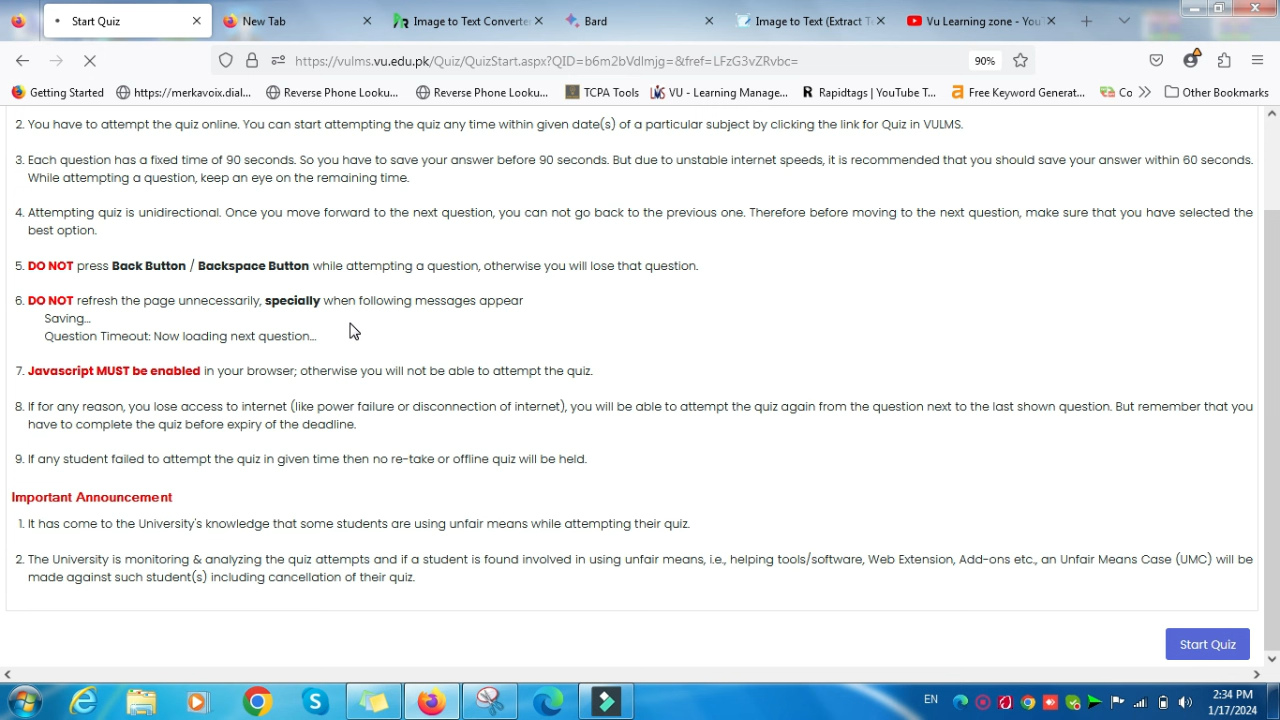 Start Quiz
New Tab
Image to Text Converte
Bard
Image to Text (Extract T
Vu Learning zone - You
https://vulms.vu.edu.pk/Quiz/QuizStart.aspx?QID=b6m2bVdlmjg=&fref=LFzG3vZRvbc=
90%
Getting Started
https://merkavoix.dial...
Reverse Phone Looku...
Reverse Phone Looku...
TCPA Tools
VU - Learning Manage...
Rapidtags | YouTube T...
Free Keyword Generat...
Co
Other Bookmarks
2. You have to attempt the quiz online. You can start attempting the quiz any time within given date(s) of a particular subject by clicking the link for Quiz in VULMS.
3. Each question has a fixed time of 90 seconds. So you have to save your answer before 90 seconds. But due to unstable internet speeds, it is recommended that you should save your answer within 60 seconds.
While attempting a question, keep an eye on the remaining time.
4. Attempting quiz is unidirectional. Once you move forward to the next question, you can not go back to the previous one. Therefore before moving to the next question, make sure that you have selected the
best option.
5. DO NOT press Back Button / Backspace Button while attempting a question, otherwise you will lose that question.
6. DO NOT refresh the page unnecessarily, specially when following messages appear
Saving...
Question Timeout: Now loading next question...
7. Javascript MUST be enabled in your browser; otherwise you will not be able to attempt the quiz.
8. If for any reason, you lose access to internet (like power failure or disconnection of internet), you will be able to attempt the quiz again from the question next to the last shown question. But remember that you
have to complete the quiz before expiry of the deadline.
9. If any student failed to attempt the quiz in given time then no re-take or offline quiz will be held.
Important Announcement
1. It has come to the University's knowledge that some students are using unfair means while attempting their quiz.
2. The University is monitoring & analyzing the quiz attempts and if a student is found involved in using unfair means, i.e., helping tools/software, Web Extension, Add-ons etc., an Unfair Means Case (UMC) will be
made against such student(s) including cancellation of their quiz.
Start Quiz
EN
2:34 PM
1/17/2024